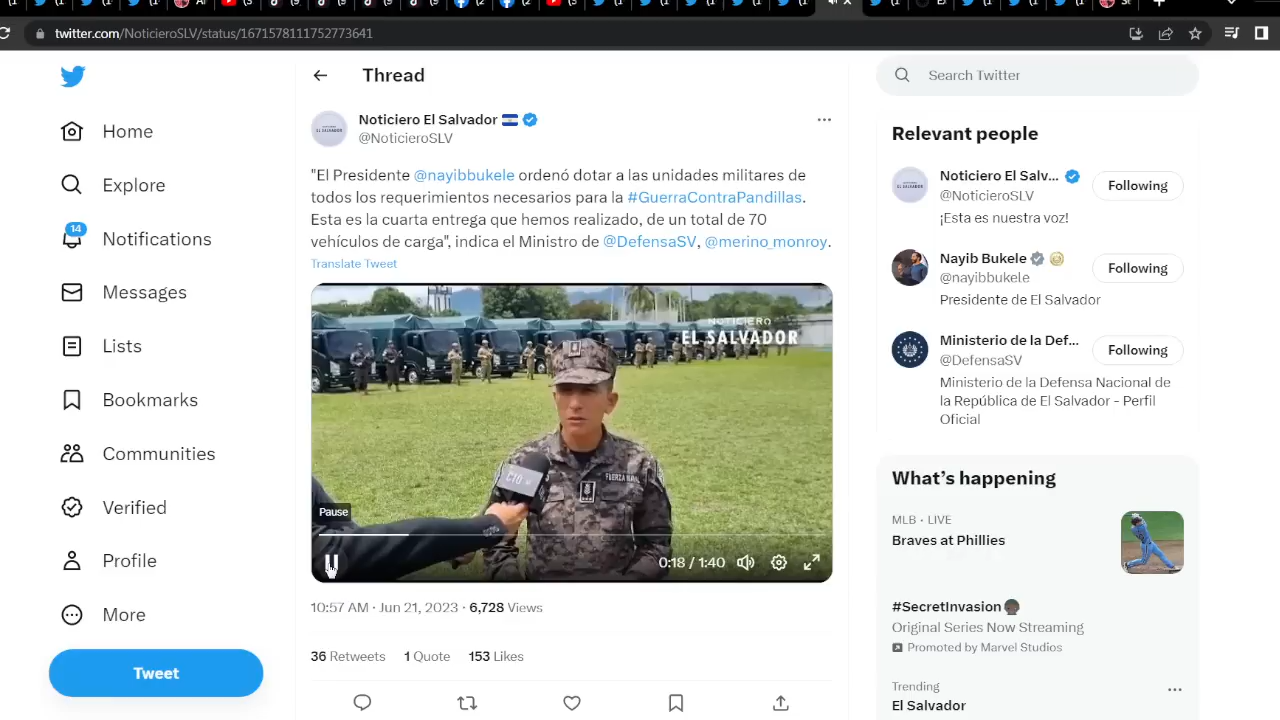 twitter.com/NoticieroSLV/status/1671578111752773641
Home
Explore
14
Notifications
Messages
Lists
Bookmarks
Communities
Verified
Profile
More
Tweet
Thread
Noticiero El Salvador
@NoticieroSLV
"El Presidente @nayibbukele ordenó dotar a las unidades militares de
todos los requerimientos necesarios para la #GuerraContraPandillas.
Esta es la cuarta entrega que hemos realizado, de un total de 70
vehículos de carga", indica el Ministro de @DefensaSV, @merino_monroy.
Translate Tweet
NOTICIERO
EL SALVADOR
FUERZA NAVAL
Pause
0:18 / 1:40
10:57 AM · Jun 21, 2023 · 6,728 Views
36 Retweets 1 Quote 153 Likes
Search Twitter
Relevant people
Noticiero El Salv...
@NoticieroSLV
Following
¡Esta es nuestra voz!
Nayib Bukele
@nayibbukele
Following
Presidente de El Salvador
Ministerio de la Def...
@DefensaSV
Following
Ministerio de la Defensa Nacional de
la República de El Salvador - Perfil
Oficial
What's happening
MLB · LIVE
Braves at Phillies
#SecretInvasion
Original Series Now Streaming
Promoted by Marvel Studios
Trending
El Salvador